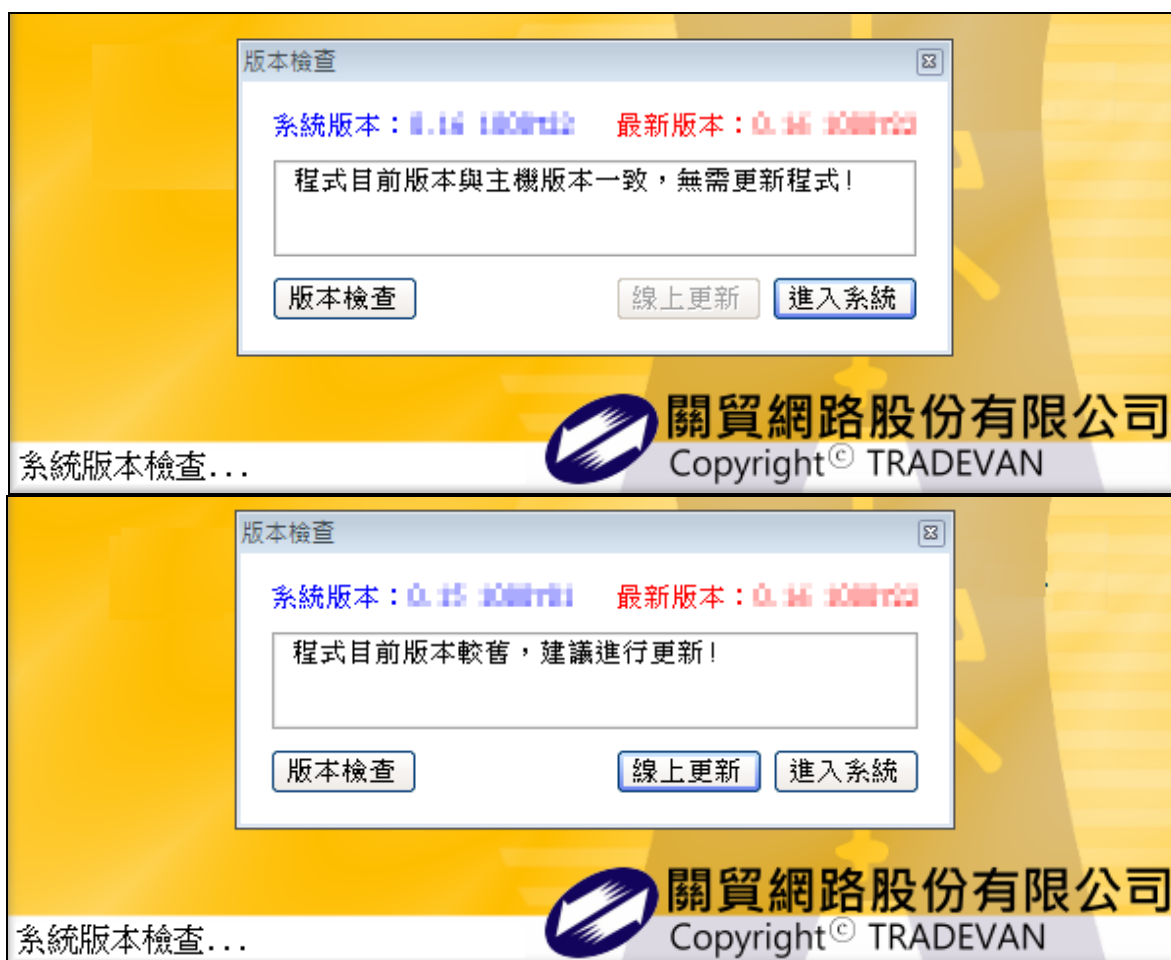 版本檢查
系統版本：
最新版本：
程式目前版本與主機版本一致，無需更新程式！
版本檢查
線上更新
進入系統
關貿網路股份有限公司
Copyright© TRADEVAN
系統版本檢查...
版本檢查
系統版本：
最新版本：
程式目前版本較舊，建議進行更新！
版本檢查
線上更新
進入系統
關貿網路股份有限公司
Copyright© TRADEVAN
系統版本檢查...